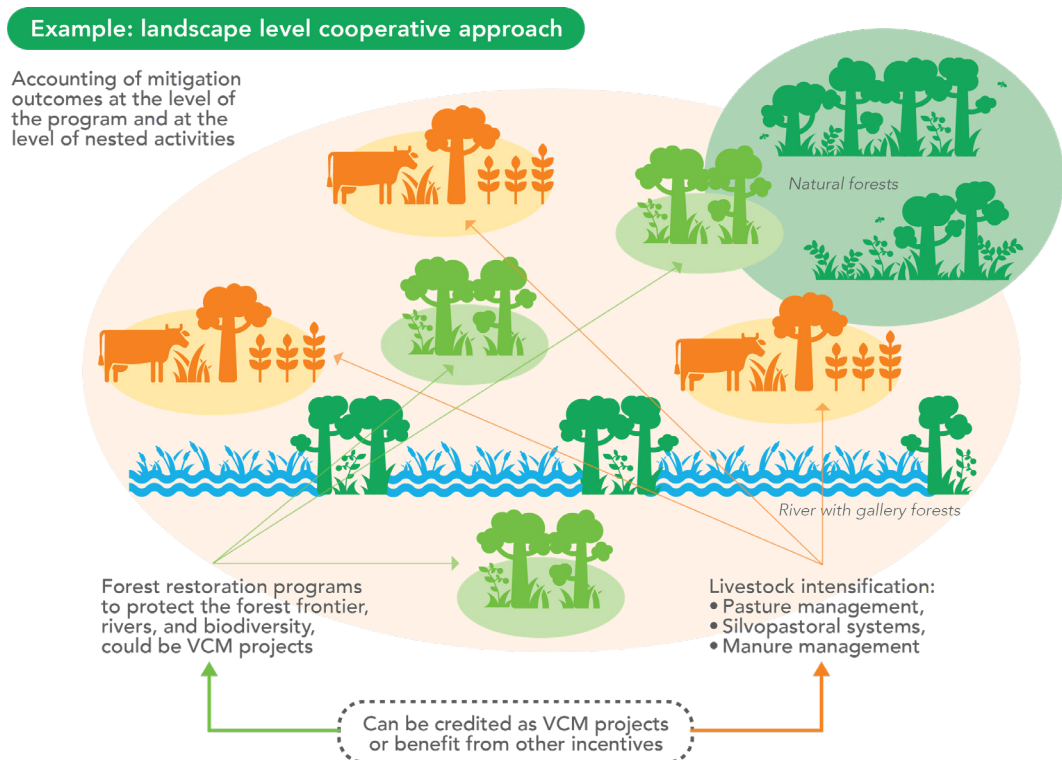 Example: landscape level cooperative approach
Accounting of mitigation
outcomes at the level of
the program and at the
level of nested activities
Natural forests
River with gallery forests
Forest restoration programs
to protect the forest frontier,
rivers, and biodiversity,
could be VCM projects
Livestock intensification:
• Pasture management,
• Silvopastoral systems,
• Manure management
Can be credited as VCM projects
or benefit from other incentives